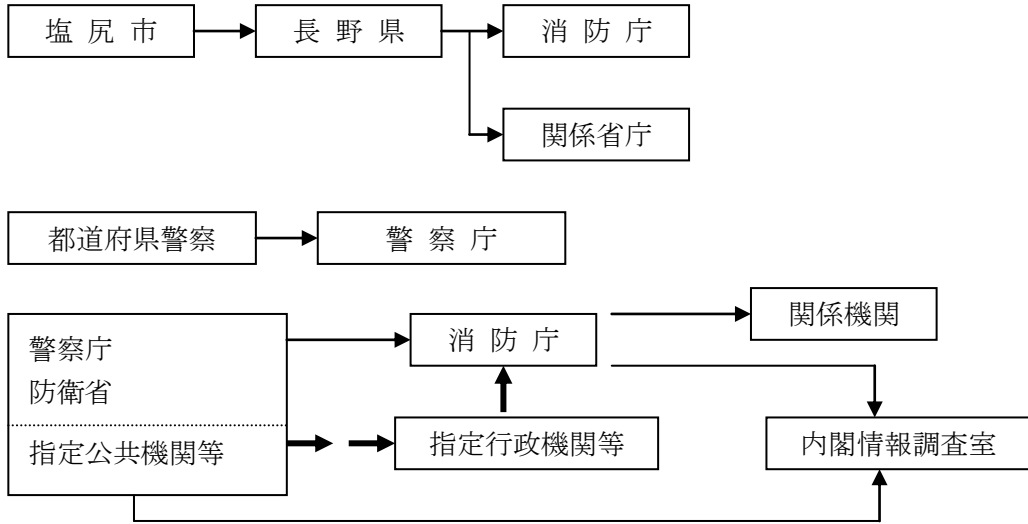 塩尻市
長野県
消防庁
関係省庁
都道府県警察
警察庁
関係機関
警察庁
防衛省
消防庁
指定公共機関等
指定行政機関等
内閣情報調査室